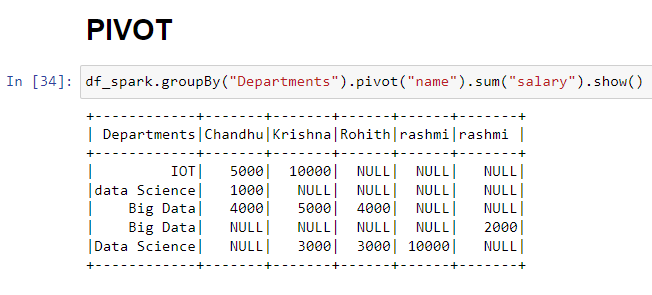 PIVOT
In [34]: df_spark.groupBy("Departments").pivot("name").sum("salary").show()
+------------+-------+-------+------+------+-------+
| Departments|Chandhu|Krishna|Rohith|rashmi|rashmi |
+------------+-------+-------+------+------+-------+
|         IOT|   5000|  10000|  NULL|  NULL|   NULL|
|data Science|   1000|   NULL|  NULL|  NULL|   NULL|
|    Big Data|   4000|   5000|  4000|  NULL|   NULL|
|    Big Data|   NULL|   NULL|  NULL|  NULL|   2000|
|Data Science|   NULL|   3000|  3000| 10000|   NULL|
+------------+-------+-------+------+------+-------+